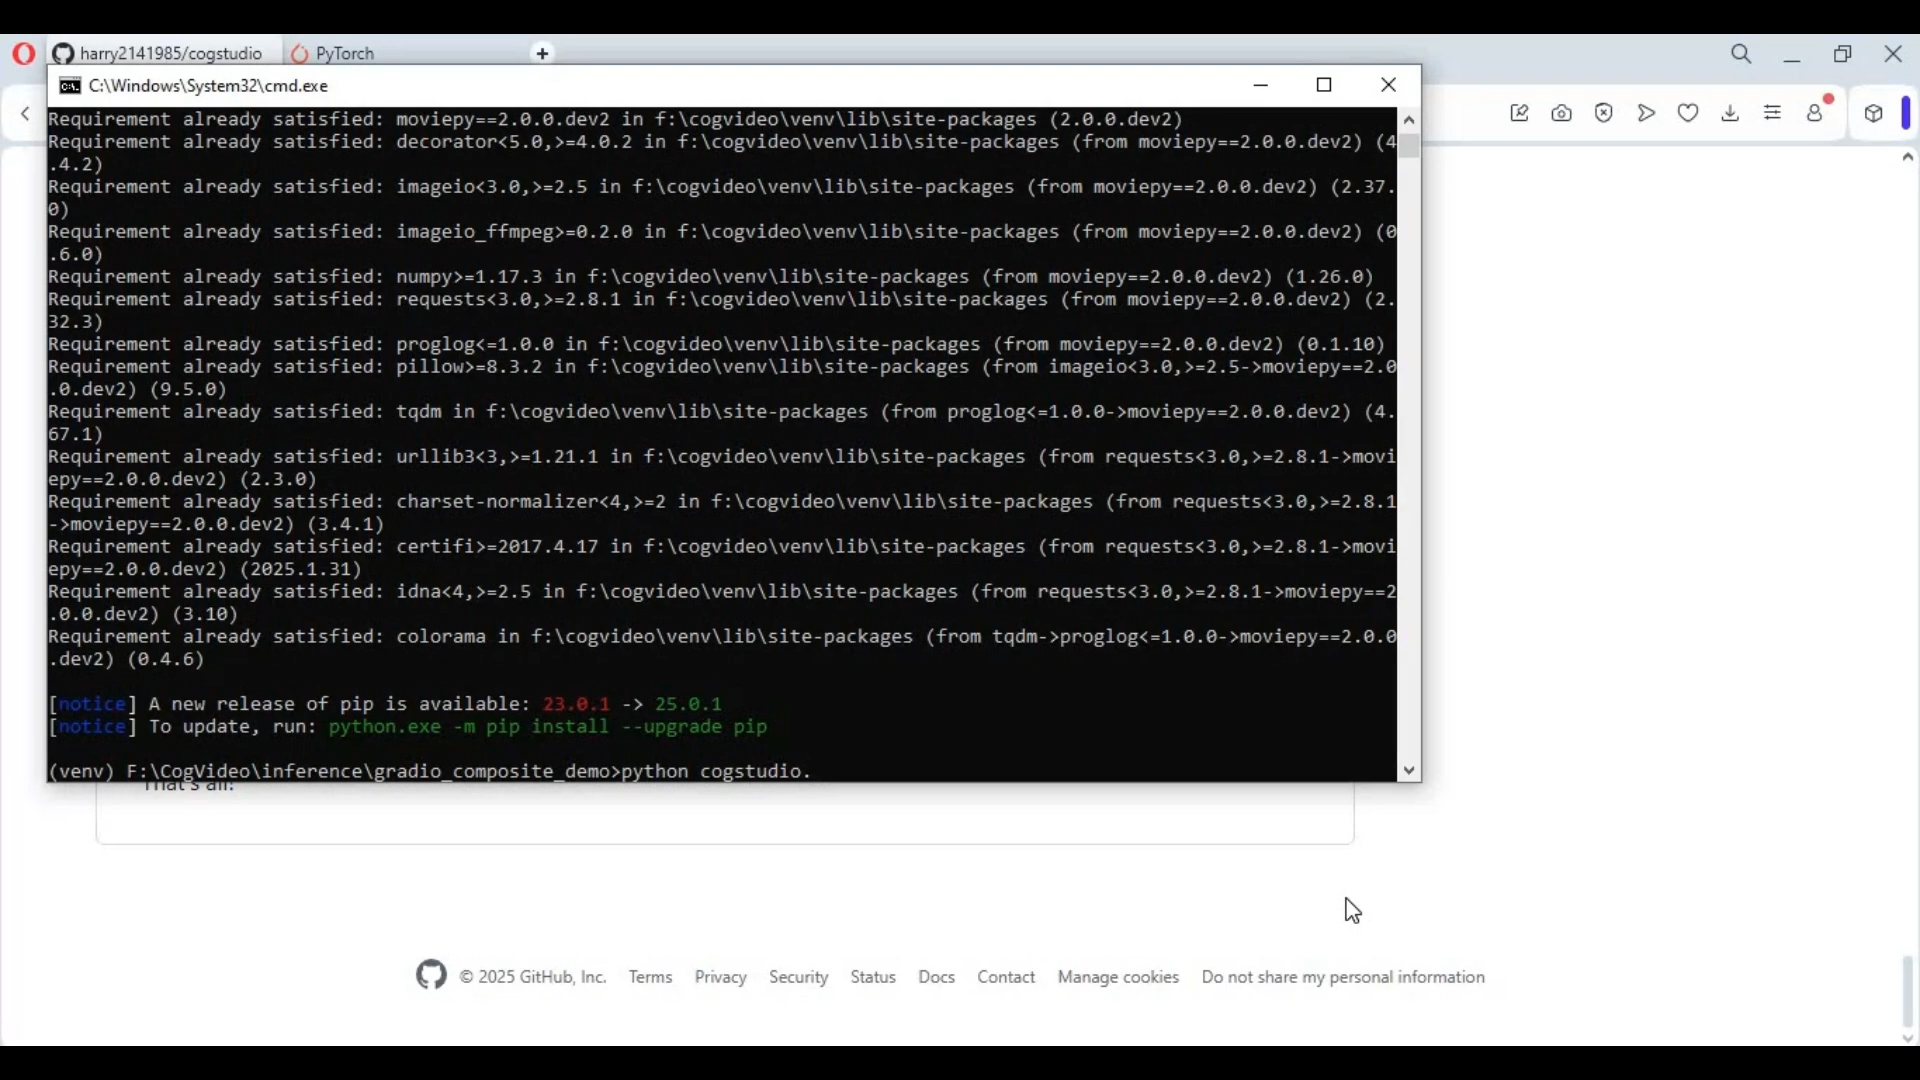 harry2141985/cogstudio
PyTorch
C:\Windows\System32\cmd.exe
Requirement already satisfied: moviepy==2.0.0.dev2 in f:\cogvideo\venv\lib\site-packages (2.0.0.dev2)
Requirement already satisfied: decorator<5.0,>=4.0.2 in f:\cogvideo\venv\lib\site-packages (from moviepy==2.0.0.dev2) (4
.4.2)
Requirement already satisfied: imageio<3.0,>=2.5 in f:\cogvideo\venv\lib\site-packages (from moviepy==2.0.0.dev2) (2.37.
0)
Requirement already satisfied: imageio_ffmpeg>=0.2.0 in f:\cogvideo\venv\lib\site-packages (from moviepy==2.0.0.dev2) (0
.6.0)
Requirement already satisfied: numpy>=1.17.3 in f:\cogvideo\venv\lib\site-packages (from moviepy==2.0.0.dev2) (1.26.0)
Requirement already satisfied: requests<3.0,>=2.8.1 in f:\cogvideo\venv\lib\site-packages (from moviepy==2.0.0.dev2) (2.
32.3)
Requirement already satisfied: proglog<=1.0.0 in f:\cogvideo\venv\lib\site-packages (from moviepy==2.0.0.dev2) (0.1.10)
Requirement already satisfied: pillow>=8.3.2 in f:\cogvideo\venv\lib\site-packages (from imageio<3.0,>=2.5->moviepy==2.0
.0.dev2) (9.5.0)
Requirement already satisfied: tqdm in f:\cogvideo\venv\lib\site-packages (from proglog<=1.0.0->moviepy==2.0.0.dev2) (4.
67.1)
Requirement already satisfied: urllib3<3,>=1.21.1 in f:\cogvideo\venv\lib\site-packages (from requests<3.0,>=2.8.1->movi
epy==2.0.0.dev2) (2.3.0)
Requirement already satisfied: charset-normalizer<4,>=2 in f:\cogvideo\venv\lib\site-packages (from requests<3.0,>=2.8.1
->moviepy==2.0.0.dev2) (3.4.1)
Requirement already satisfied: certifi>=2017.4.17 in f:\cogvideo\venv\lib\site-packages (from requests<3.0,>=2.8.1->movi
epy==2.0.0.dev2) (2025.1.31)
Requirement already satisfied: idna<4,>=2.5 in f:\cogvideo\venv\lib\site-packages (from requests<3.0,>=2.8.1->moviepy==2
.0.0.dev2) (3.10)
Requirement already satisfied: colorama in f:\cogvideo\venv\lib\site-packages (from tqdm->proglog<=1.0.0->moviepy==2.0.0
.dev2) (0.4.6)
[notice] A new release of pip is available: 23.0.1 -> 25.0.1
[notice] To update, run: python.exe -m pip install --upgrade pip
(venv) F:\CogVideo\inference\gradio_composite_demo>python cogstudio.
That's all!
© 2025 GitHub, Inc. Terms Privacy Security Status Docs Contact Manage cookies Do not share my personal information